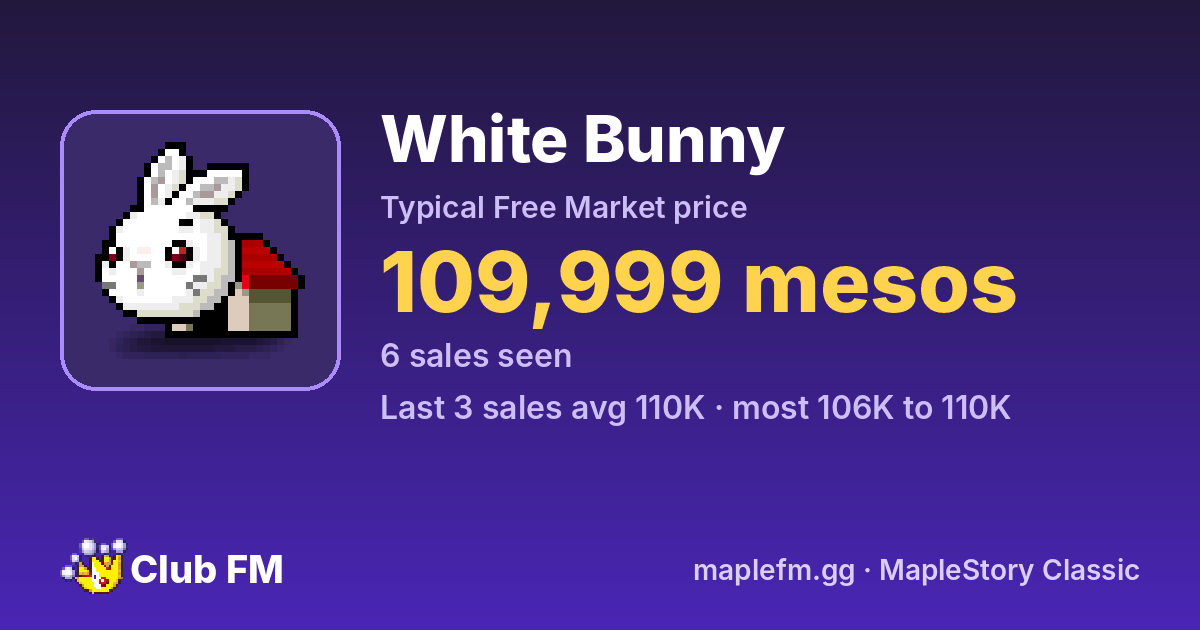 White Bunny
Typical Free Market price
109,999 mesos
6 sales seen
Last 3 sales avg 110K · most 106K to 110K
Club FM
maplefm.gg · MapleStory Classic